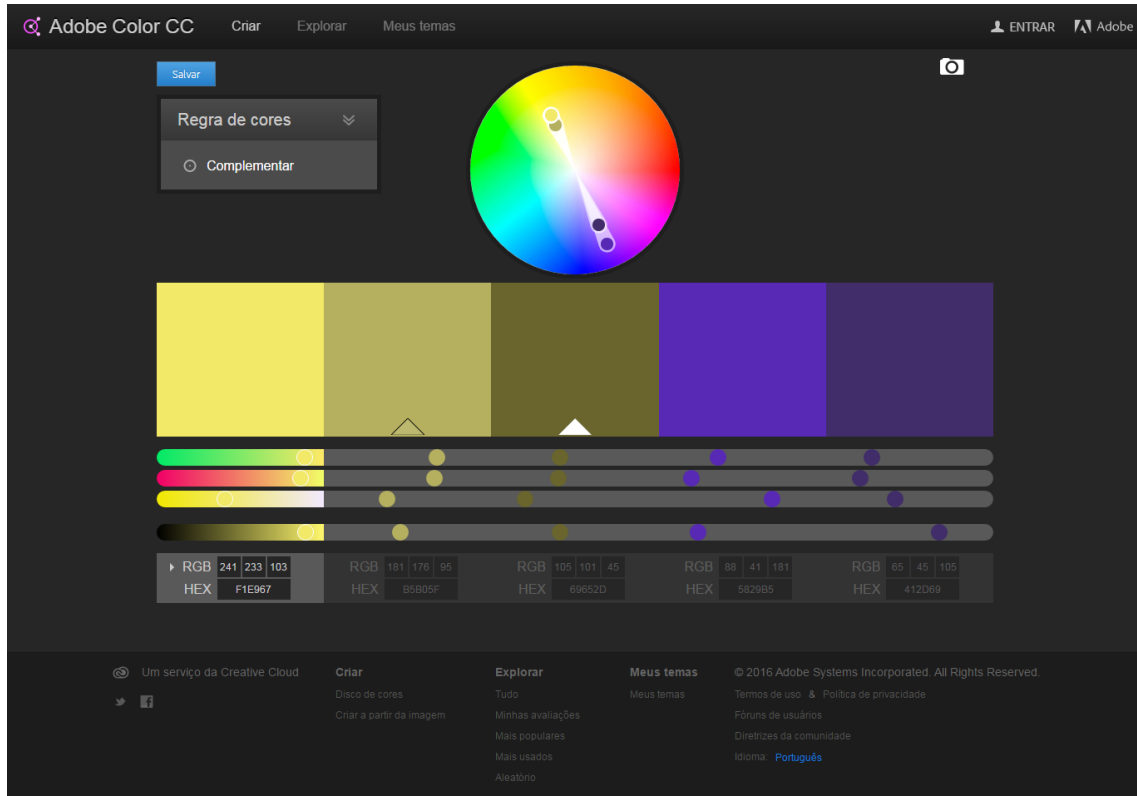 Adobe Color CC Criar Explorar Meus temas ENTRAR Adobe
Salvar
Regra de cores
Complementar
RGB 241 233 103 RGB 181 176 95 RGB 105 101 45 RGB 88 41 181 RGB 65 45 105
HEX F1E967 HEX B5B05F HEX 69652D HEX 5829B5 HEX 412D69
Um serviço da Creative Cloud Criar Explorar Meus temas © 2016 Adobe Systems Incorporated. All Rights Reserved.
Disco de cores Tudo Meus temas Termos de uso & Política de privacidade
Criar a partir da imagem Minhas avaliações Fóruns de usuários
Mais populares Diretrizes da comunidade
Mais usados Idioma: Português
Aleatório